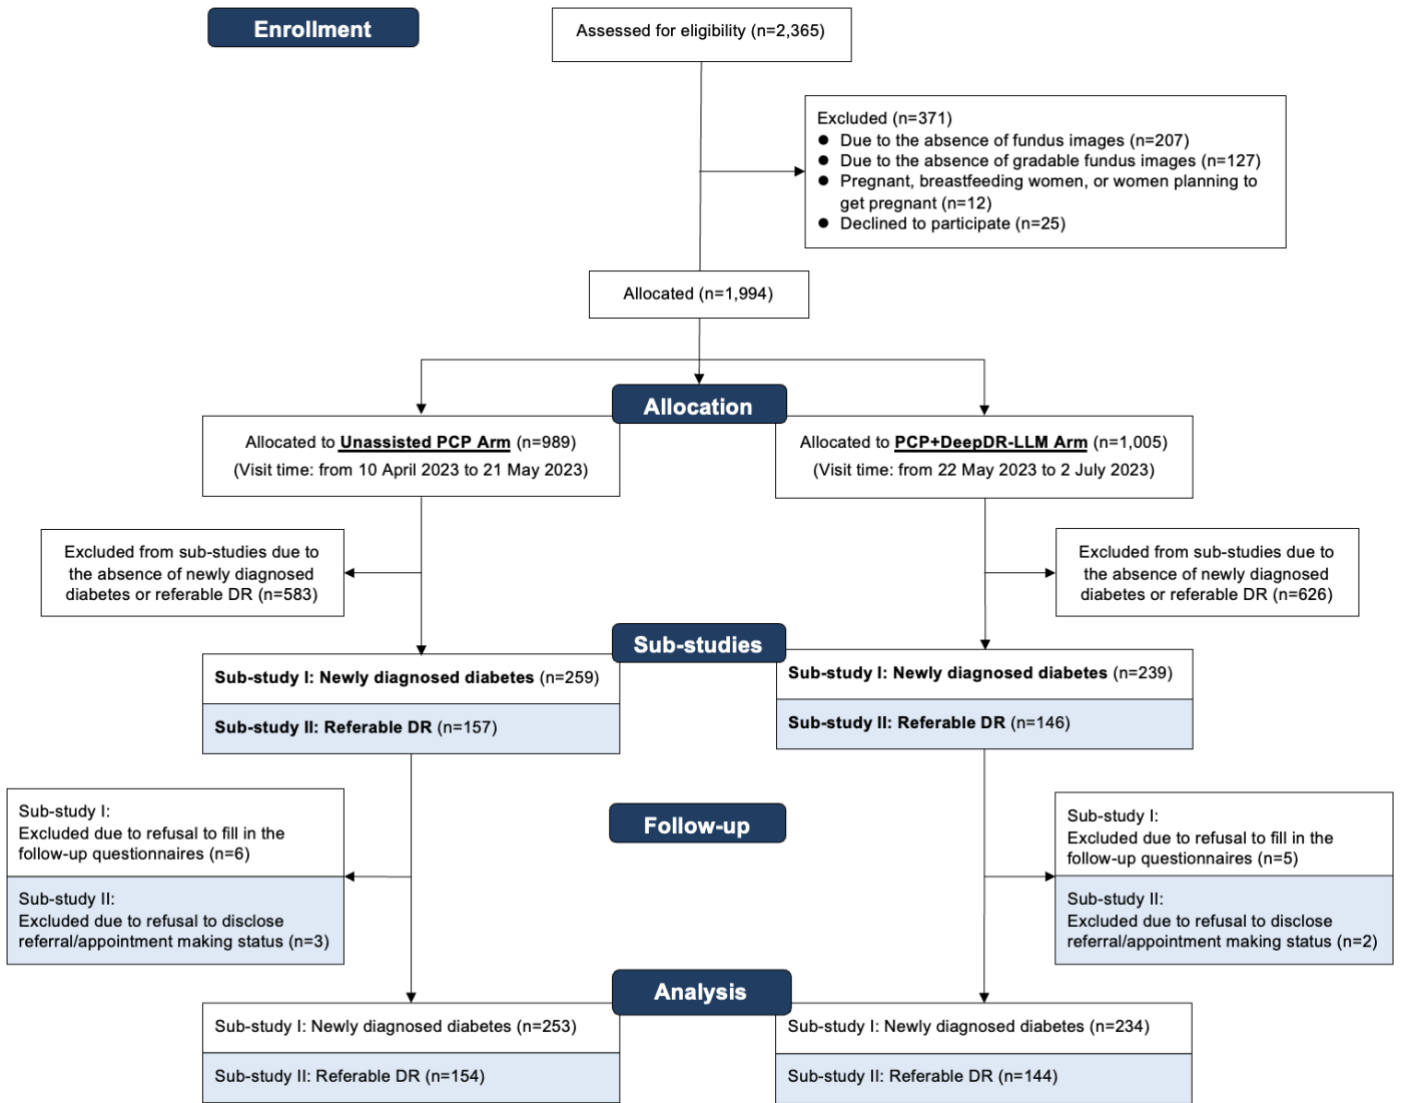 Enrollment
Assessed for eligibility (n=2,365)
Excluded (n=371)
● Due to the absence of fundus images (n=207)
● Due to the absence of gradable fundus images (n=127)
● Pregnant, breastfeeding women, or women planning to
get pregnant (n=12)
● Declined to participate (n=25)
Allocated (n=1,994)
Allocation
Allocated to Unassisted PCP Arm (n=989)
(Visit time: from 10 April 2023 to 21 May 2023)
Allocated to PCP+DeepDR-LLM Arm (n=1,005)
(Visit time: from 22 May 2023 to 2 July 2023)
Excluded from sub-studies due to
the absence of newly diagnosed
diabetes or referable DR (n=583)
Excluded from sub-studies due to
the absence of newly diagnosed
diabetes or referable DR (n=626)
Sub-studies
Sub-study I: Newly diagnosed diabetes (n=259)
Sub-study II: Referable DR (n=157)
Sub-study I: Newly diagnosed diabetes (n=239)
Sub-study II: Referable DR (n=146)
Follow-up
Sub-study I:
Excluded due to refusal to fill in the
follow-up questionnaires (n=6)
Sub-study II:
Excluded due to refusal to disclose
referral/appointment making status (n=3)
Sub-study I:
Excluded due to refusal to fill in the
follow-up questionnaires (n=5)
Sub-study II:
Excluded due to refusal to disclose
referral/appointment making status (n=2)
Analysis
Sub-study I: Newly diagnosed diabetes (n=253)
Sub-study II: Referable DR (n=154)
Sub-study I: Newly diagnosed diabetes (n=234)
Sub-study II: Referable DR (n=144)